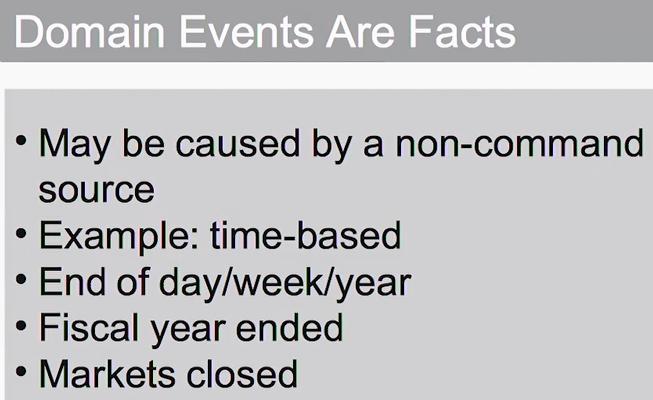 Domain Events Are Facts
• May be caused by a non-command
source
• Example: time-based
• End of day/week/year
• Fiscal year ended
• Markets closed